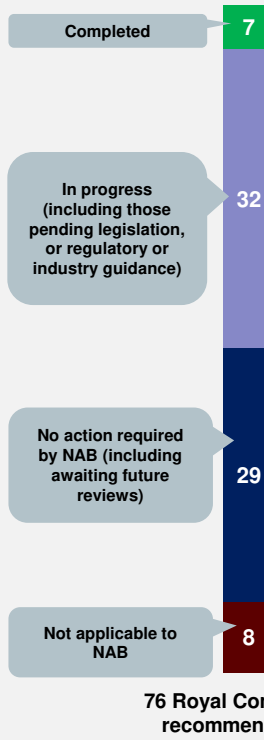 Completed
7
In progress
(including those
pending legislation,
or regulatory or
industry guidance)
32
No action required
by NAB (including
awaiting future
reviews)
29
Not applicable to
NAB
8
76 Royal Con
recommen